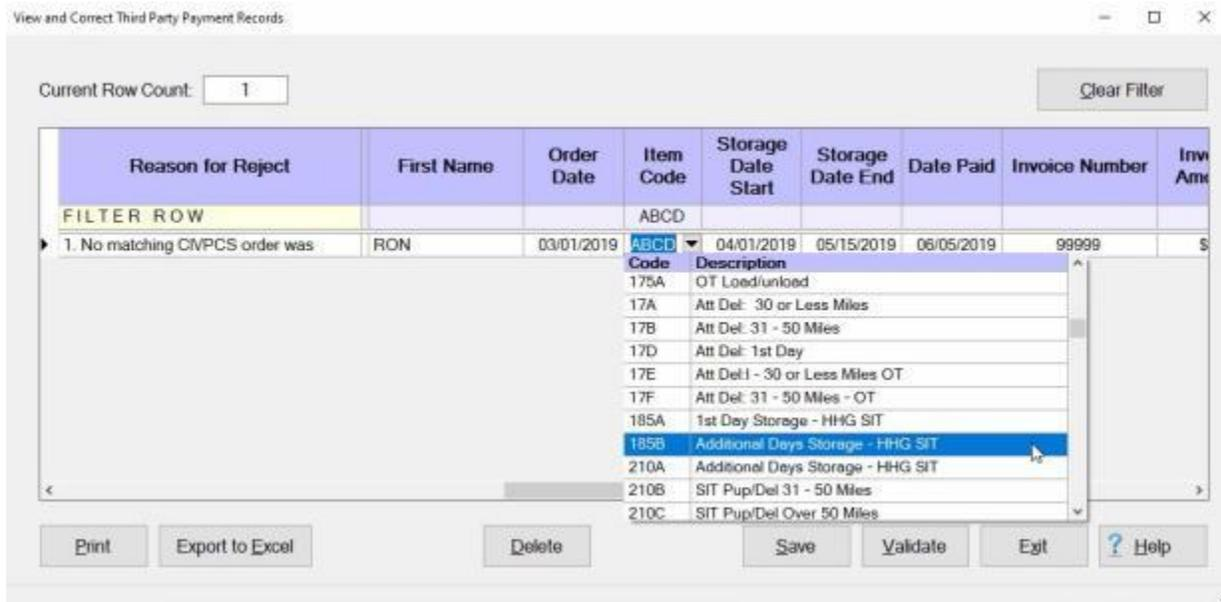 View and Correct Third Party Payment Records
Current Row Count: 1
Clear Filter
Reason for Reject First Name Order Date Item Code Storage Date Start Storage Date End Date Paid Invoice Number
FILTER ROW ABCD
1. No matching CIVPCS order was RON 03/01/2019 ABCD 04/01/2019 05/15/2019 06/05/2019 99999 $
Code Description
175A OT Load/unload
17A Att Del: 30 or Less Miles
17B Att Del: 31 - 50 Miles
17D Att Del: 1st Day
17E Att Del:I - 30 or Less Miles OT
17F Att Del: 31 - 50 Miles - OT
185A 1st Day Storage - HHG SIT
185B Additional Days Storage - HHG SIT
210A Additional Days Storage - HHG SIT
210B SIT Pup/Del 31 - 50 Miles
210C SIT Pup/Del Over 50 Miles
Print Export to Excel Delete Save Validate Exit ? Help